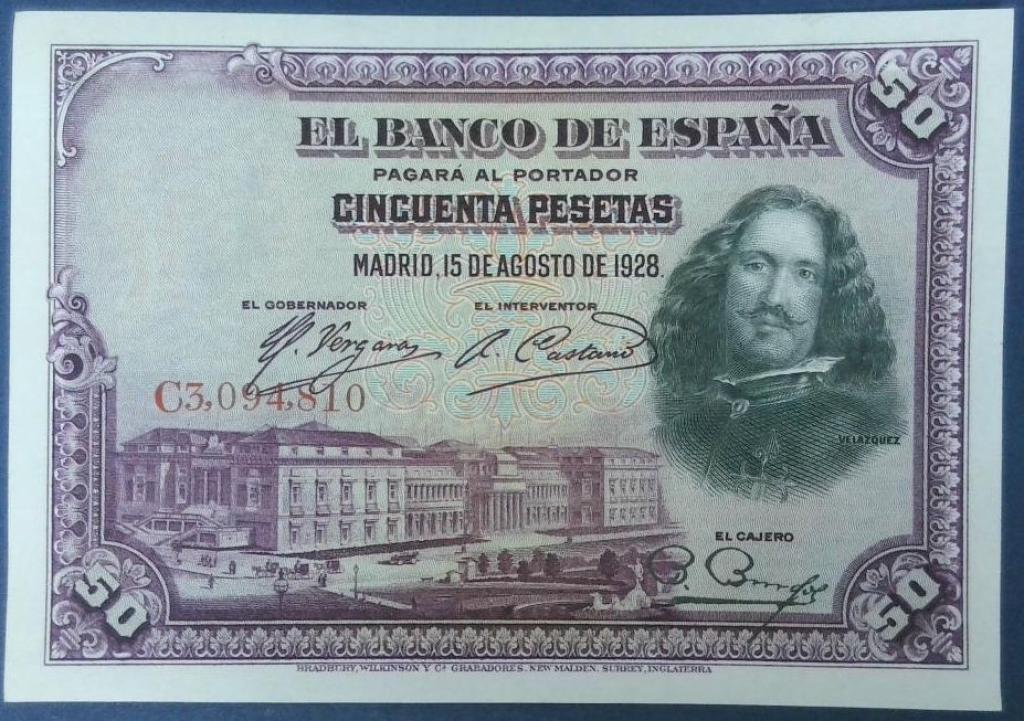 50
EL BANCO DE ESPAÑA
PAGARÁ AL PORTADOR
CINCUENTA PESETAS
MADRID, 15 DE AGOSTO DE 1928.
EL GOBERNADOR EL INTERVENTOR
C3,094,810
VELAZQUEZ
EL CAJERO
50 50
BRADBURY, WILKINSON Y Cª GRABADORES. NEW MALDEN. SURREY, INGLATERRA